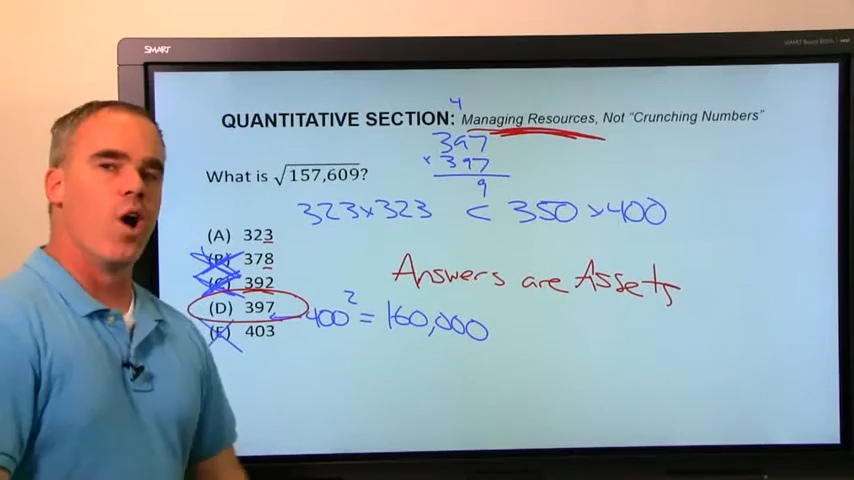 SMART
QUANTITATIVE SECTION: Managing Resources, Not “Crunching Numbers”
4
397
x 397
9
What is √157,609?
323x323 < 350x400
(A) 323
(B) 378
(C) 392
(D) 397
(E) 403
Answers are Assets
400² = 160,000